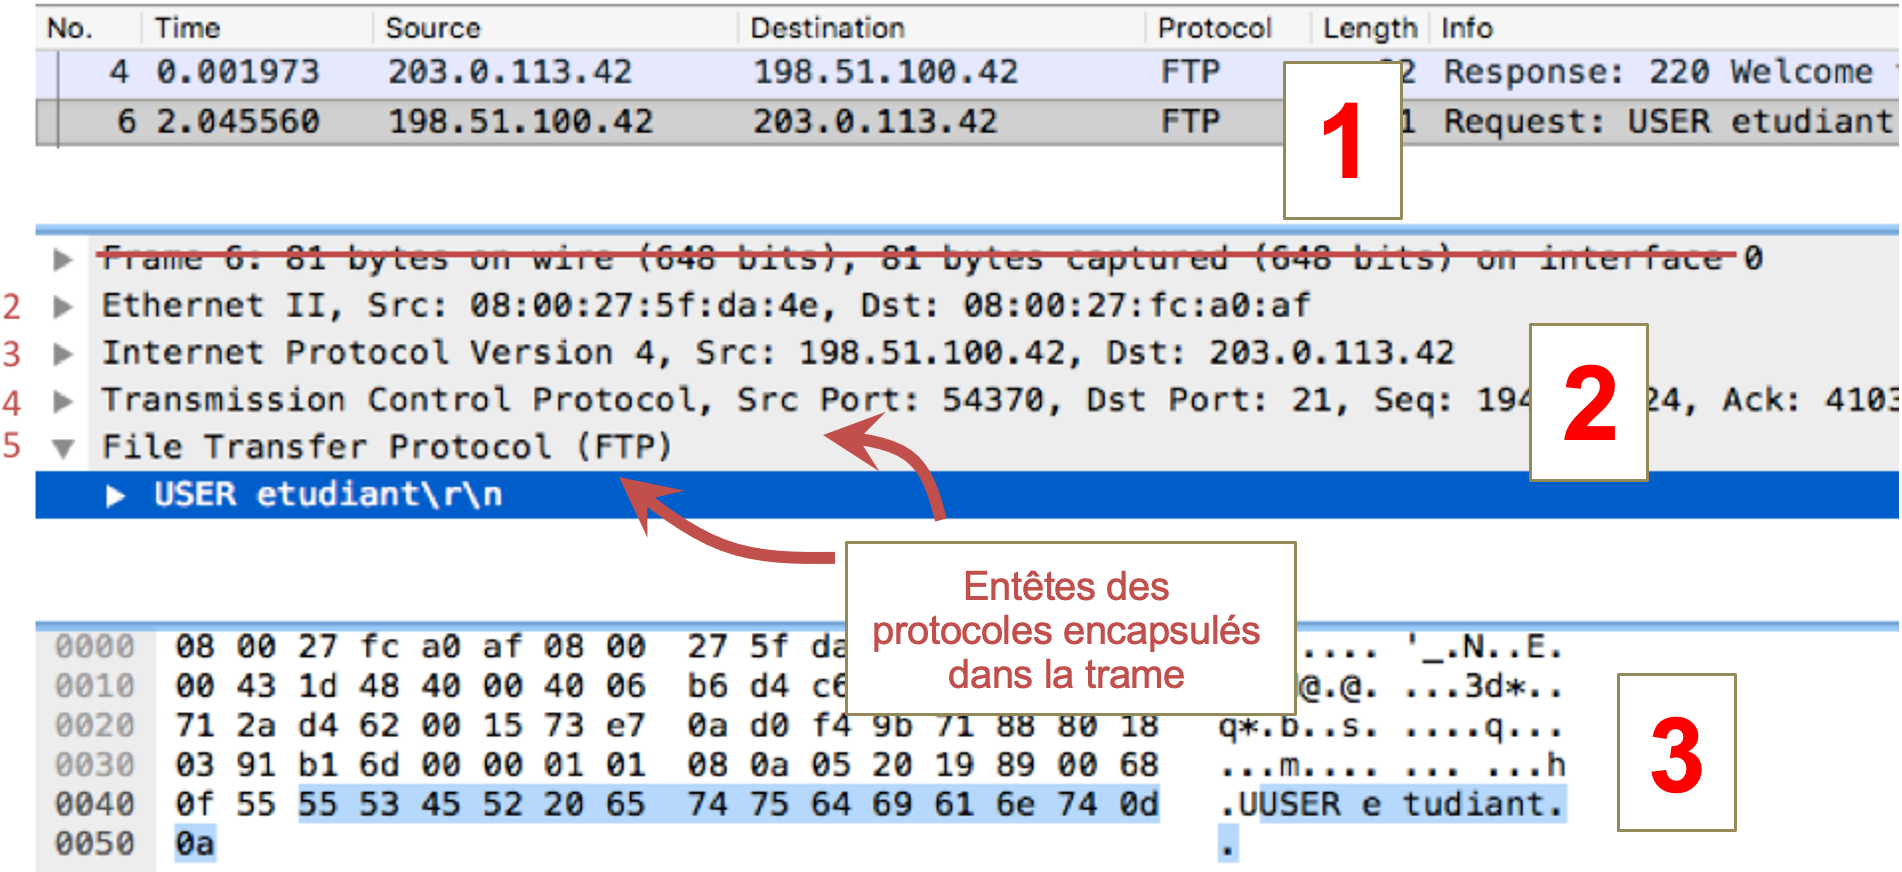 No. Time Source Destination Protocol Length Info
4 0.001973 203.0.113.42 198.51.100.42 FTP 2 Response: 220 Welcome
6 2.045560 198.51.100.42 203.0.113.42 FTP 1 Request: USER etudiant
1
Frame 6: 81 bytes on wire (648 bits), 81 bytes captured (648 bits) on interface 0
2 Ethernet II, Src: 08:00:27:5f:da:4e, Dst: 08:00:27:fc:a0:af
3 Internet Protocol Version 4, Src: 198.51.100.42, Dst: 203.0.113.42
4 Transmission Control Protocol, Src Port: 54370, Dst Port: 21, Seq: 194 24, Ack: 4103
2
5 File Transfer Protocol (FTP)
USER etudiant\r\n
Entêtes des
protocoles encapsulés
dans la trame
0000 08 00 27 fc a0 af 08 00 27 5f da .... '_.N..E.
0010 00 43 1d 48 40 00 40 06 b6 d4 c6 @.@. ...3d*..
0020 71 2a d4 62 00 15 73 e7 0a d0 f4 9b 71 88 80 18 q*.b..s. ....q...
0030 03 91 b1 6d 00 00 01 01 08 0a 05 20 19 89 00 68 ...m.... ... ...h
0040 0f 55 55 53 45 52 20 65 74 75 64 69 61 6e 74 0d .UUSER e tudiant.
0050 0a .
3